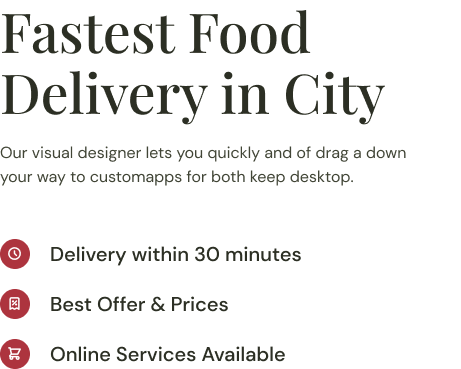 Fastest Food
Delivery in City
Our visual designer lets you quickly and of drag a down
your way to customapps for both keep desktop.
Delivery within 30 minutes
Best Offer & Prices
Online Services Available